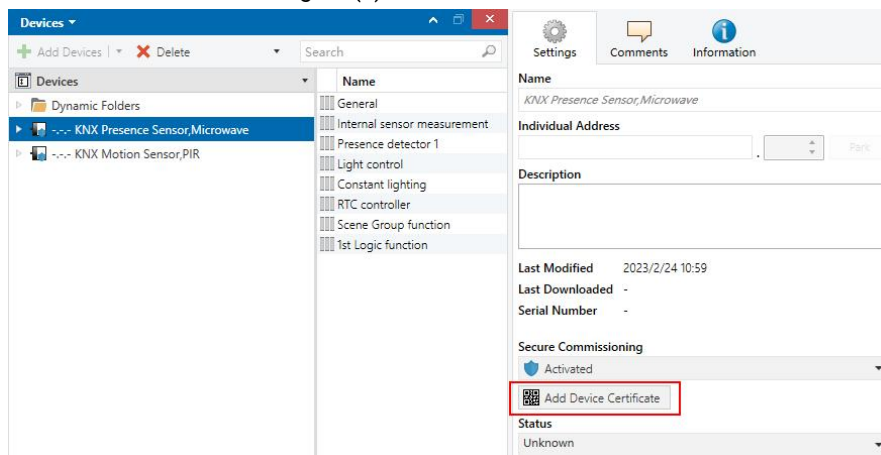 Devices
Add Devices
Delete
Search
Devices
Dynamic Folders
-.-.- KNX Presence Sensor,Microwave
-.-.- KNX Motion Sensor,PIR
Name
General
Internal sensor measurement
Presence detector 1
Light control
Constant lighting
RTC controller
Scene Group function
1st Logic function
Settings
Comments
Information
Name
KNX Presence Sensor,Microwave
Individual Address
. Park
Description
Last Modified 2023/2/24 10:59
Last Downloaded -
Serial Number -
Secure Commissioning
Activated
Add Device Certificate
Status
Unknown